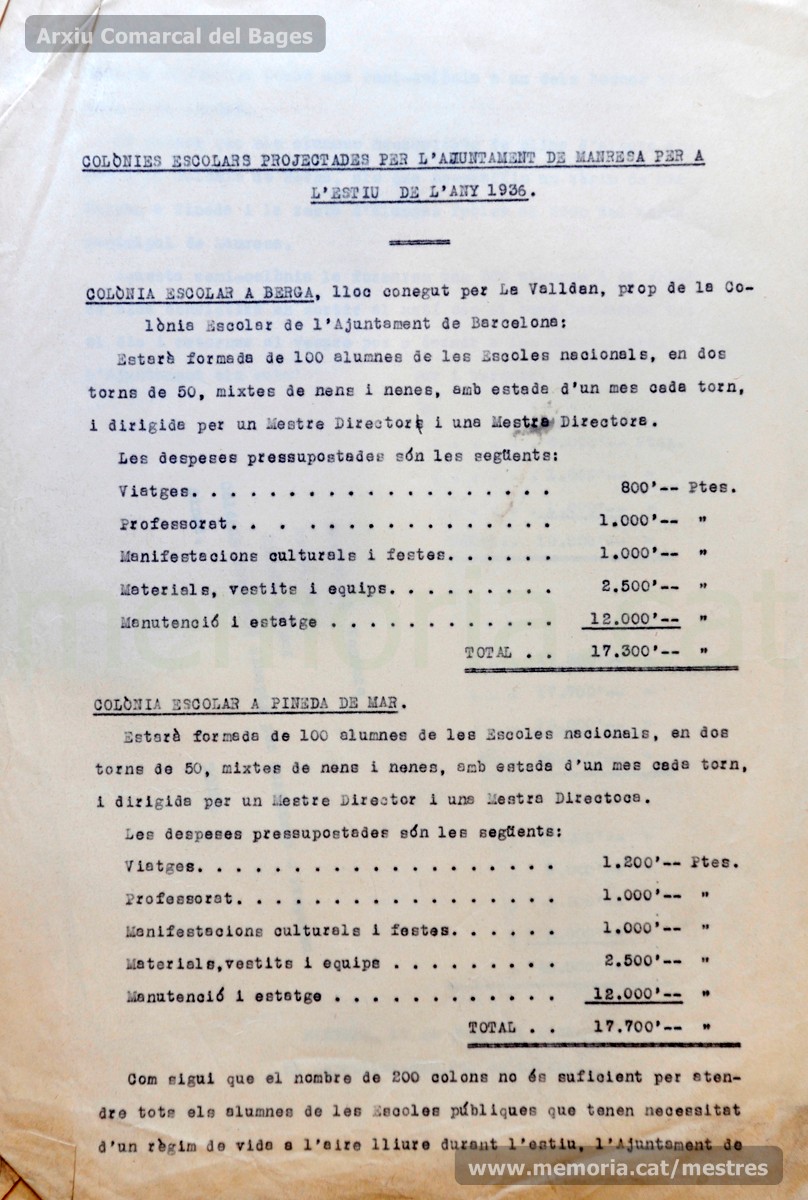 Arxiu Comarcal del Bages
COLÒNIES ESCOLARS PROJECTADES PER L'AJUNTAMENT DE MANRESA PER A
L'ESTIU DE L'ANY 1936.
COLÒNIA ESCOLAR A BERGA, lloc conegut per La Valldan, prop de la Co-
lònia Escolar de l'Ajuntament de Barcelona:
Estarà formada de 100 alumnes de les Escoles nacionals, en dos
torns de 50, mixtes de nens i nenes, amb estada d'un mes cada torn,
i dirigida per un Mestre Director i una Mestra Directora.
Les despeses pressupostades són les següents:
Viatges. . . . . . . . . . . . . . . . . . . 800'-- Ptes.
Professorat. . . . . . . . . . . . . . . . 1.000'-- "
Manifestacions culturals i festes. . . . . . 1.000'-- "
Materials, vestits i equips. . . . . . . . . 2.500'-- "
Manutenció i estatge . . . . . . . . . . . . 12.000'-- "
TOTAL . . 17.300'-- "
COLÒNIA ESCOLAR A PINEDA DE MAR.
Estarà formada de 100 alumnes de les Escoles nacionals, en dos
torns de 50, mixtes de nens i nenes, amb estada d'un mes cada torn,
i dirigida per un Mestre Director i una Mestra Directoca.
Les despeses pressupostades són les següents:
Viatges. . . . . . . . . . . . . . . . . . . 1.200'-- Ptes.
Professorat. . . . . . . . . . . . . . . . . 1.000'-- "
Manifestacions culturals i festes. . . . . . 1.000'-- "
Materials,vestits i equips . . . . . . . . . 2.500'-- "
Manutenció i estatge . . . . . . . . . . . . 12.000'-- "
TOTAL . . 17.700'-- "
Com sigui que el nombre de 200 colons no és suficient per aten-
dre tots els alumnes de les Escoles públiques que tenen necessitat
d'un règim de vida a l'aire lliure durant l'estiu, l'Ajuntament de
memoria.cat
www.memoria.cat/mestres